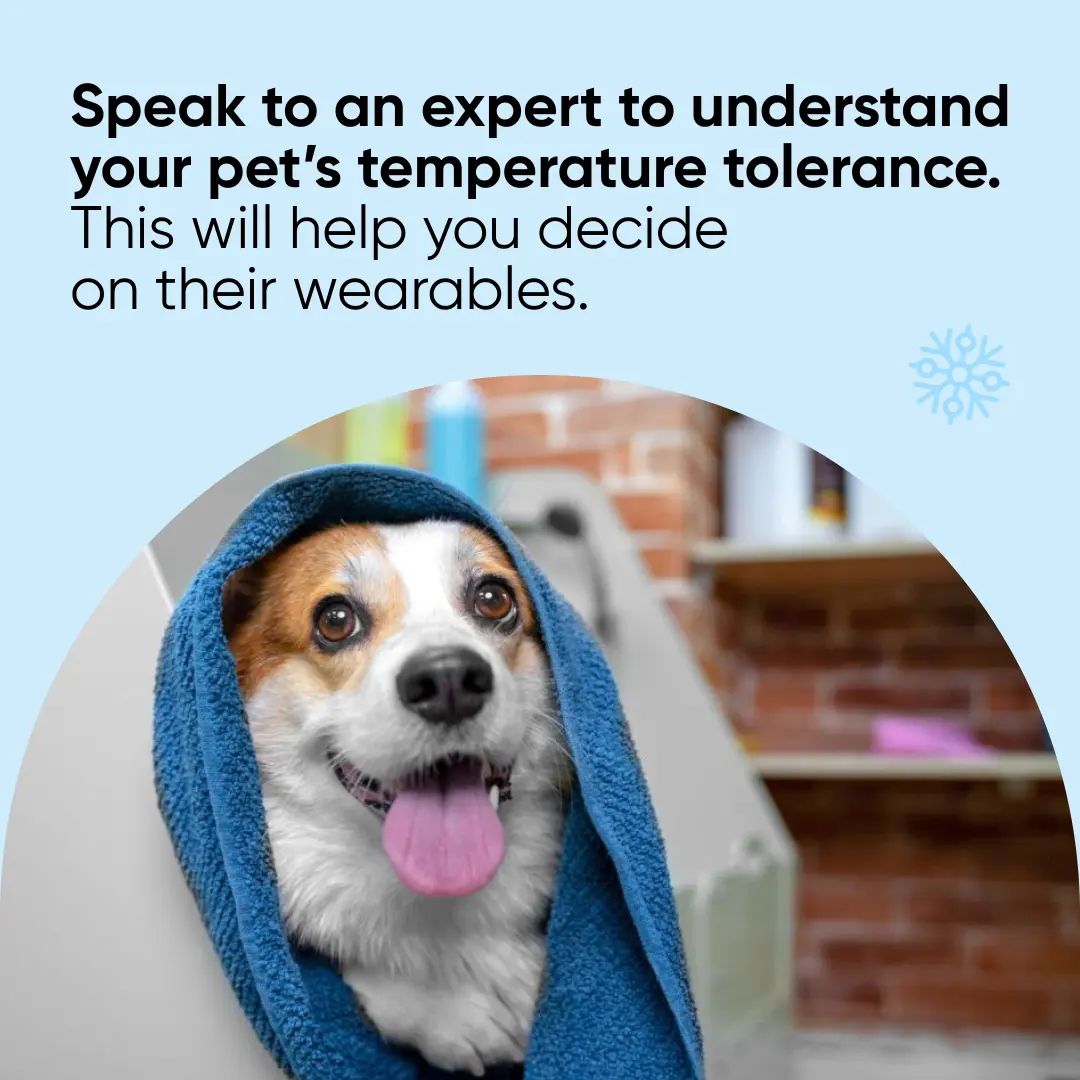 Speak to an expert to understand
your pet’s temperature tolerance.
This will help you decide
on their wearables.